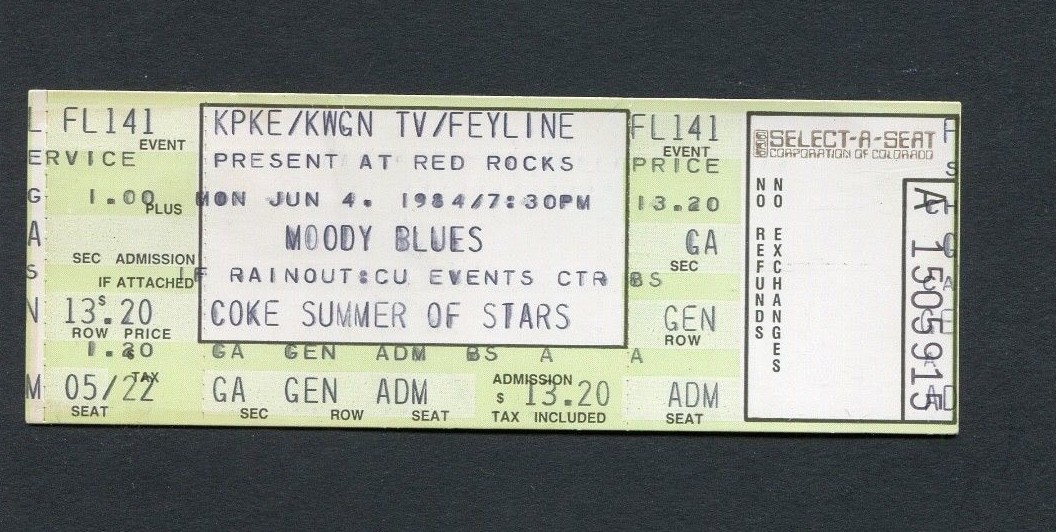 FL141 EVENT
ERVICE
1.00 PLUS
SEC ADMISSION
IF ATTACHED
13.20 $
ROW PRICE
1.20 $ TAX
05/22
SEAT
KPKE/KWGN TV/FEYLINE
PRESENT AT RED ROCKS
MON JUN 4. 1984/7:30PM
MOODY BLUES
IF RAINOUT:CU EVENTS CTR BS
COKE SUMMER OF STARS
GA GEN ADM BS A A
GA GEN ADM
SEC ROW SEAT
ADMISSION
$ 13.20
TAX INCLUDED
FL141
EVENT
PRICE
13.20
GA
SEC
GEN
ROW
ADM
SEAT
SELECT-A-SEAT
CORPORATION OF COLORADO
NO REFUNDS
NO EXCHANGES
A 150591